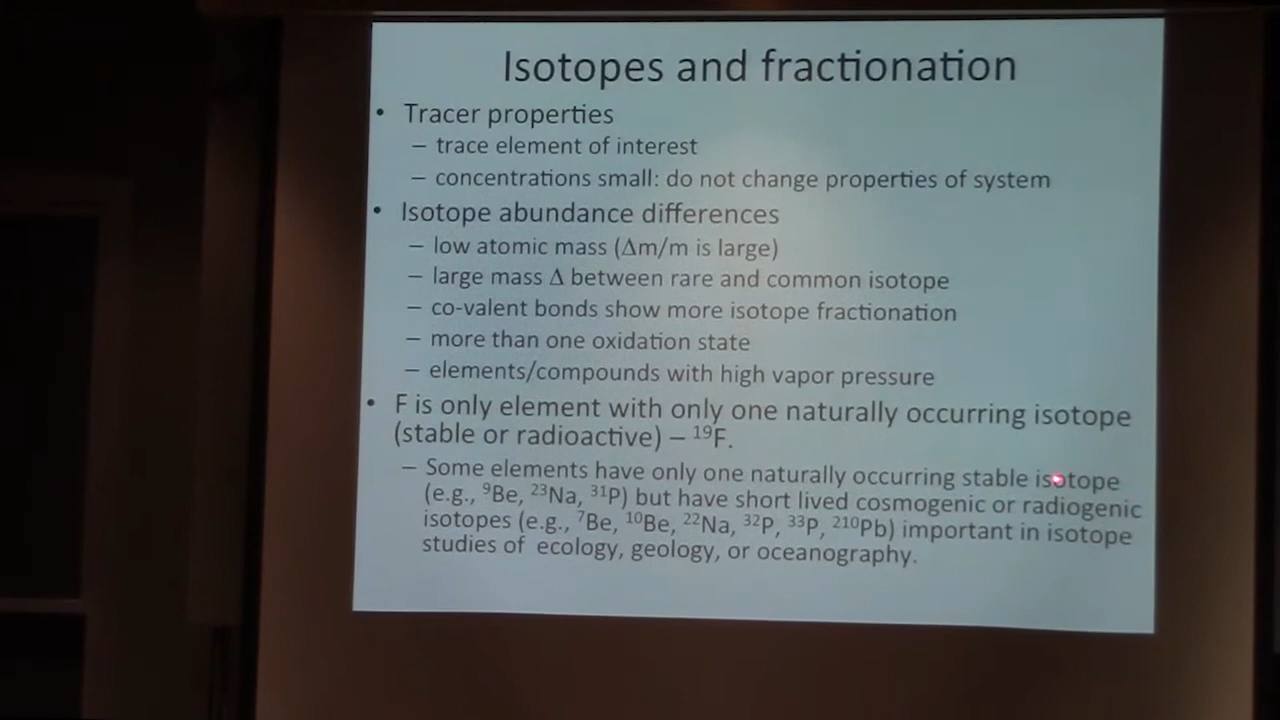 Isotopes and fractionation
• Tracer properties
– trace element of interest
– concentrations small: do not change properties of system
• Isotope abundance differences
– low atomic mass (Δm/m is large)
– large mass Δ between rare and common isotope
– co-valent bonds show more isotope fractionation
– more than one oxidation state
– elements/compounds with high vapor pressure
• F is only element with only one naturally occurring isotope
(stable or radioactive) – ¹⁹F.
– Some elements have only one naturally occurring stable isotope
(e.g., ⁹Be, ²³Na, ³¹P) but have short lived cosmogenic or radiogenic
isotopes (e.g., ⁷Be, ¹⁰Be, ²²Na, ³²P, ³³P, ²¹⁰Pb) important in isotope
studies of ecology, geology, or oceanography.